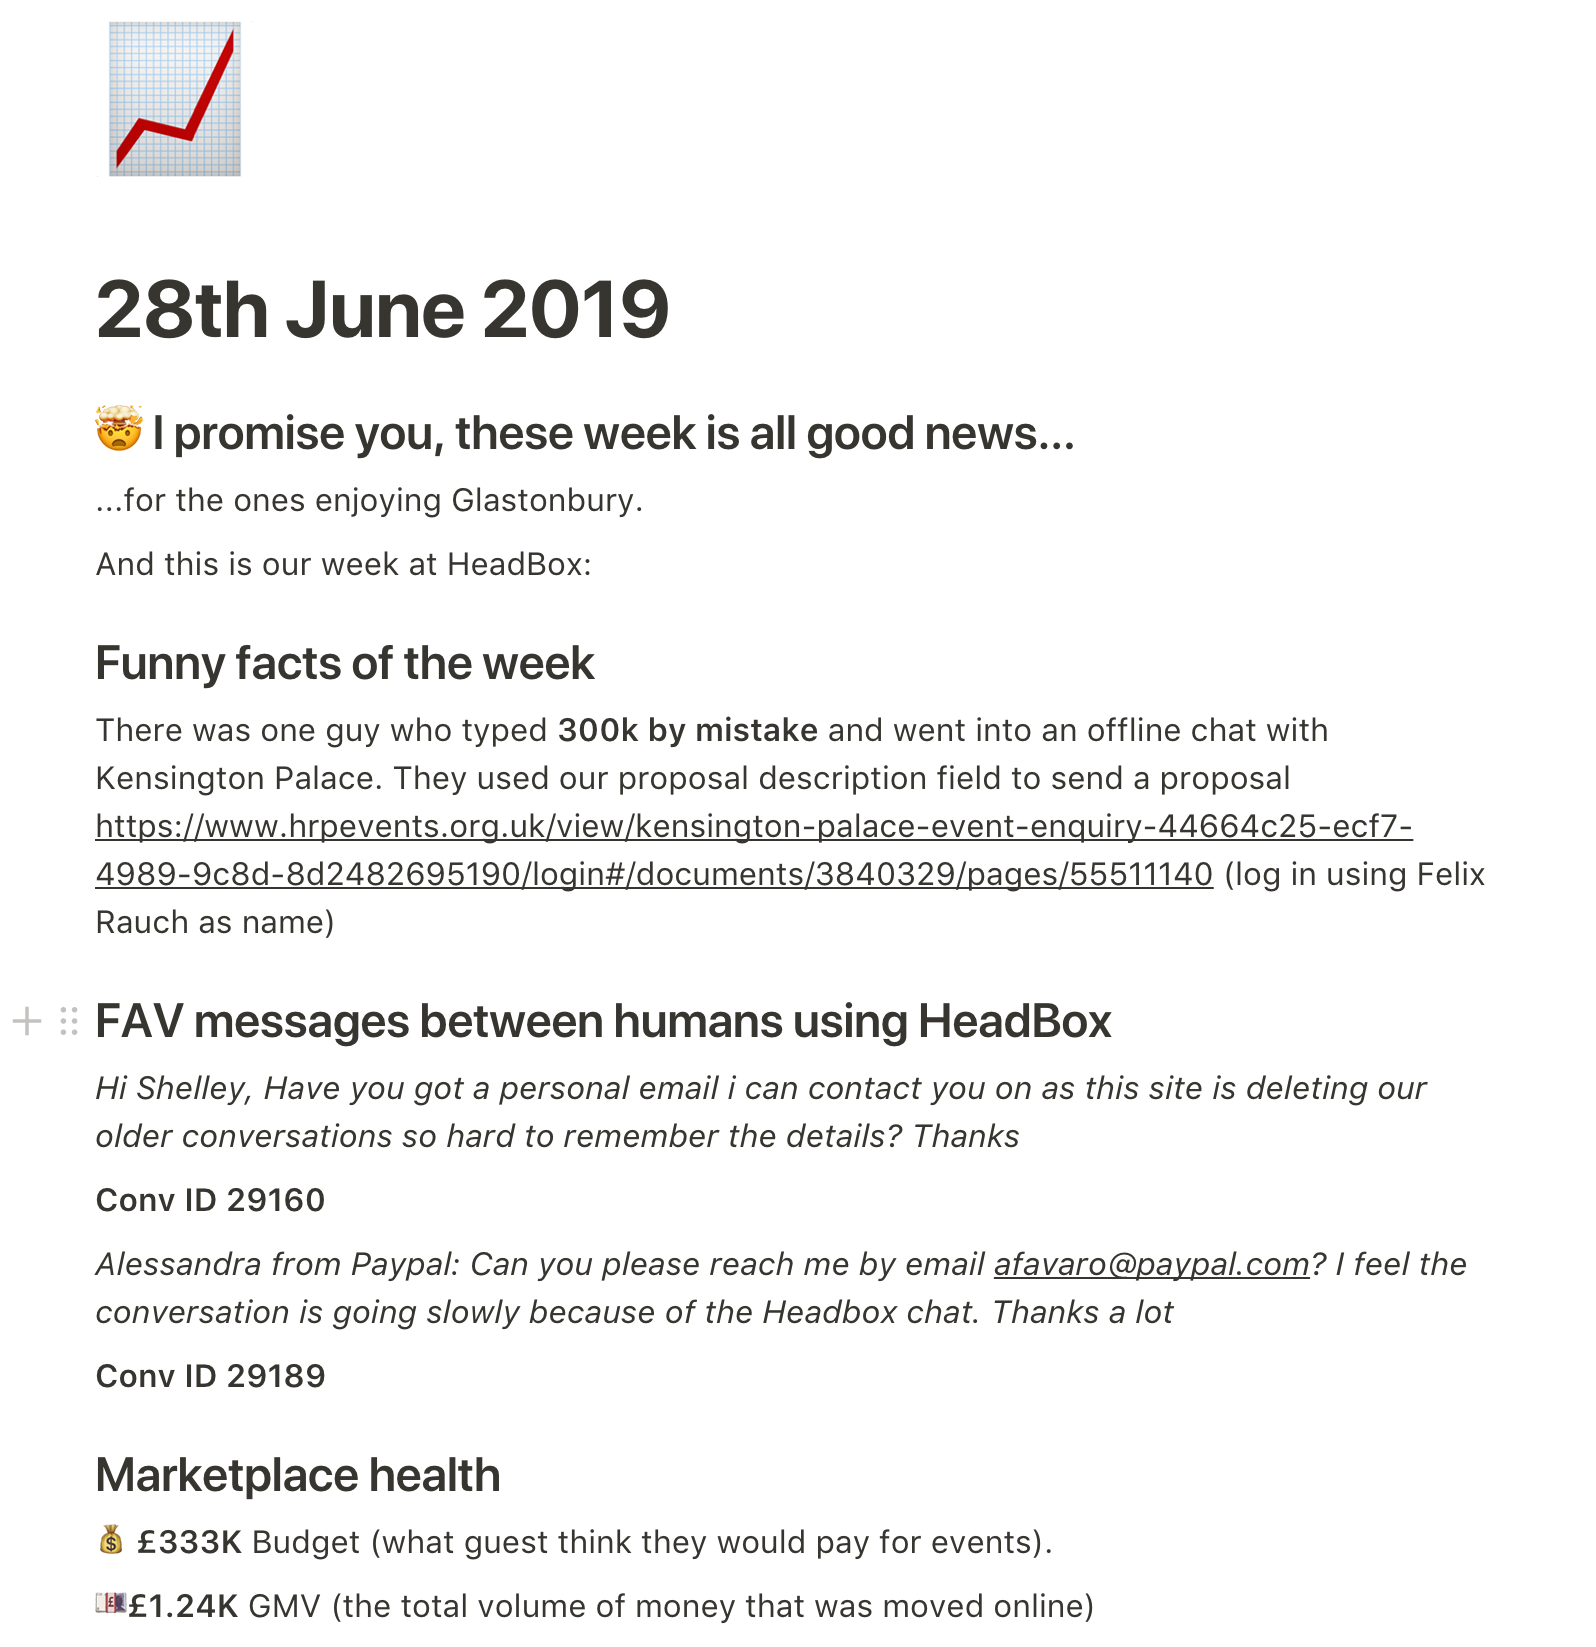 28th June 2019
🤯 I promise you, these week is all good news...
...for the ones enjoying Glastonbury.
And this is our week at HeadBox:
Funny facts of the week
There was one guy who typed 300k by mistake and went into an offline chat with
Kensington Palace. They used our proposal description field to send a proposal
https://www.hrpevents.org.uk/view/kensington-palace-event-enquiry-44664c25-ecf7-
4989-9c8d-8d2482695190/login#/documents/3840329/pages/55511140 (log in using Felix
Rauch as name)
FAV messages between humans using HeadBox
Hi Shelley, Have you got a personal email i can contact you on as this site is deleting our
older conversations so hard to remember the details? Thanks
Conv ID 29160
Alessandra from Paypal: Can you please reach me by email afavaro@paypal.com? I feel the
conversation is going slowly because of the Headbox chat. Thanks a lot
Conv ID 29189
Marketplace health
💰 £333K Budget (what guest think they would pay for events).
💷£1.24K GMV (the total volume of money that was moved online)